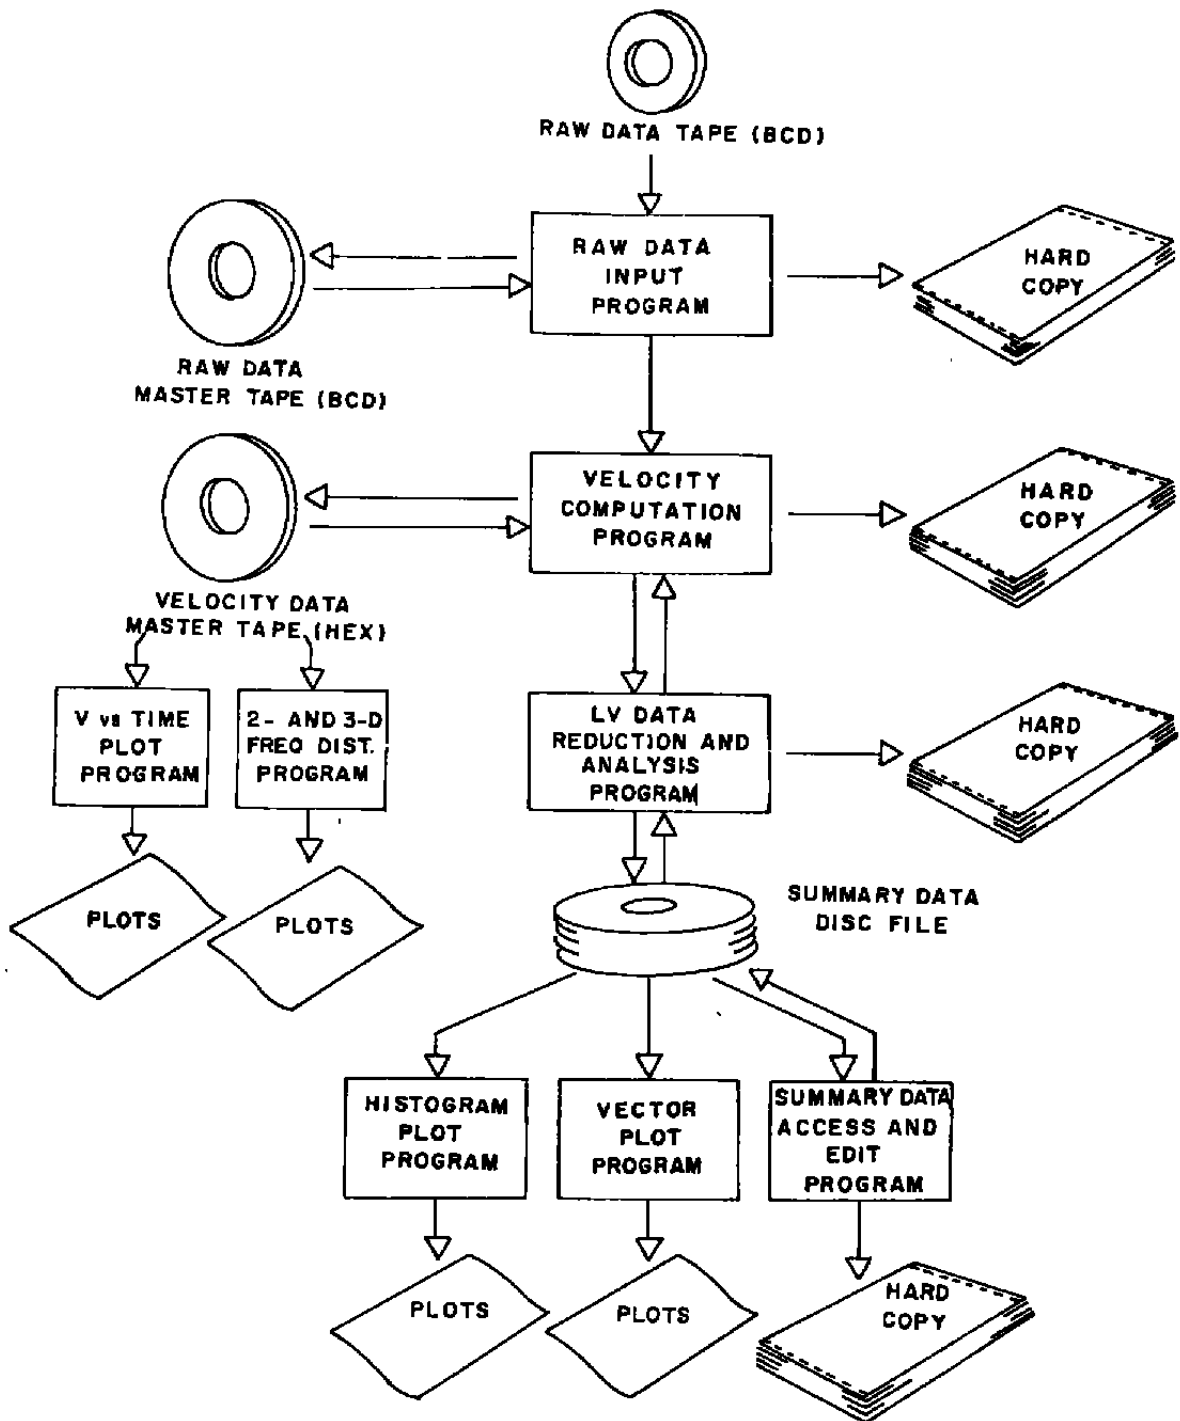 RAW DATA TAPE (BCD)
RAW DATA
INPUT
PROGRAM
HARD
COPY
RAW DATA
MASTER TAPE (BCD)
VELOCITY
COMPUTATION
PROGRAM
HARD
COPY
VELOCITY DATA
MASTER TAPE (HEX)
V vs TIME
PLOT
PROGRAM
2- AND 3-D
FREQ DIST.
PROGRAM
LV DATA
REDUCTION AND
ANALYSIS
PROGRAM
HARD
COPY
PLOTS
PLOTS
SUMMARY DATA
DISC FILE
HISTOGRAM
PLOT
PROGRAM
VECTOR
PLOT
PROGRAM
SUMMARY DATA
ACCESS AND
EDIT
PROGRAM
PLOTS
PLOTS
HARD
COPY